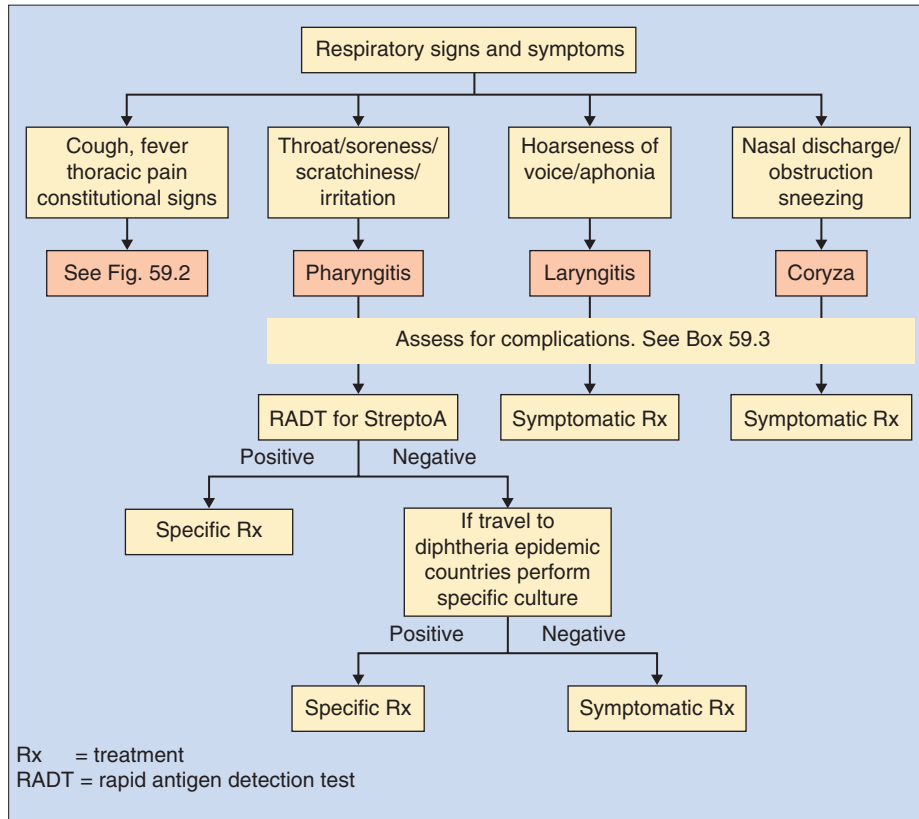 Respiratory signs and symptoms
Cough, fever
thoracic pain
constitutional signs
Throat/soreness/
scratchiness/
irritation
Hoarseness of
voice/aphonia
Nasal discharge/
obstruction
sneezing
See Fig. 59.2
Pharyngitis
Laryngitis
Coryza
Assess for complications. See Box 59.3
RADT for StreptoA
Symptomatic Rx
Symptomatic Rx
Positive
Negative
Specific Rx
If travel to
diphtheria epidemic
countries perform
specific culture
Positive
Negative
Specific Rx
Symptomatic Rx
Rx = treatment
RADT = rapid antigen detection test